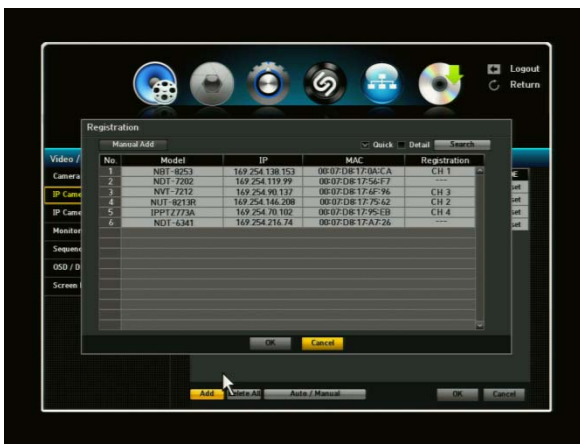 Logout
Return
Registration
Manual Add Quick Detail Search
Video /
No. Model IP MAC Registration
Camera
1 NBT-8253 169.254.138.153 00:07:D8:17:0A:CA CH 1
2 NDT-7202 169.254.119.99 00:07:D8:17:56:F7 ---
IP Came
3 NVT-7212 169.254.90.137 00:07:D8:17:6F:96 CH 3
4 NUT-8213R 169.254.146.208 00:07:D8:17:75:62 CH 2
IP Came
5 IPPTZ773A 169.254.70.102 00:07:D8:17:95:EB CH 4
6 NDT-6341 169.254.216.74 00:07:D8:17:A7:26 ---
Monitor
Sequenc
OSD / D
Screen
OK Cancel
Add Delete All Auto / Manual OK Cancel